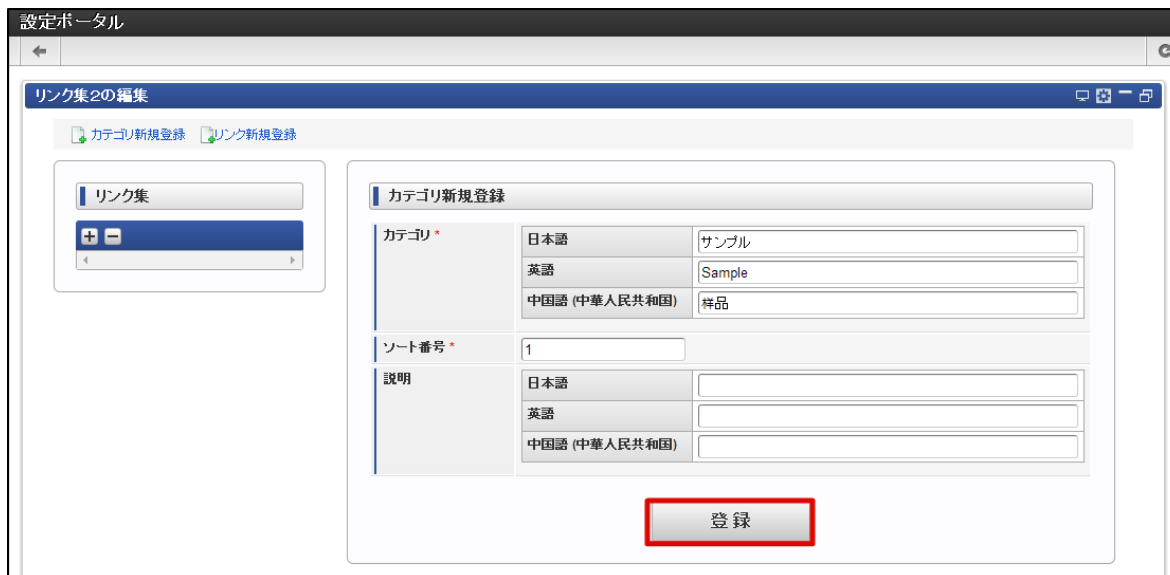 設定ポータル
リンク集2の編集
カテゴリ新規登録 リンク新規登録
リンク集
カテゴリ新規登録
カテゴリ *
日本語 サンプル
英語 Sample
中国語 (中華人民共和国) 样品
ソート番号 * 1
説明
日本語
英語
中国語 (中華人民共和国)
登録